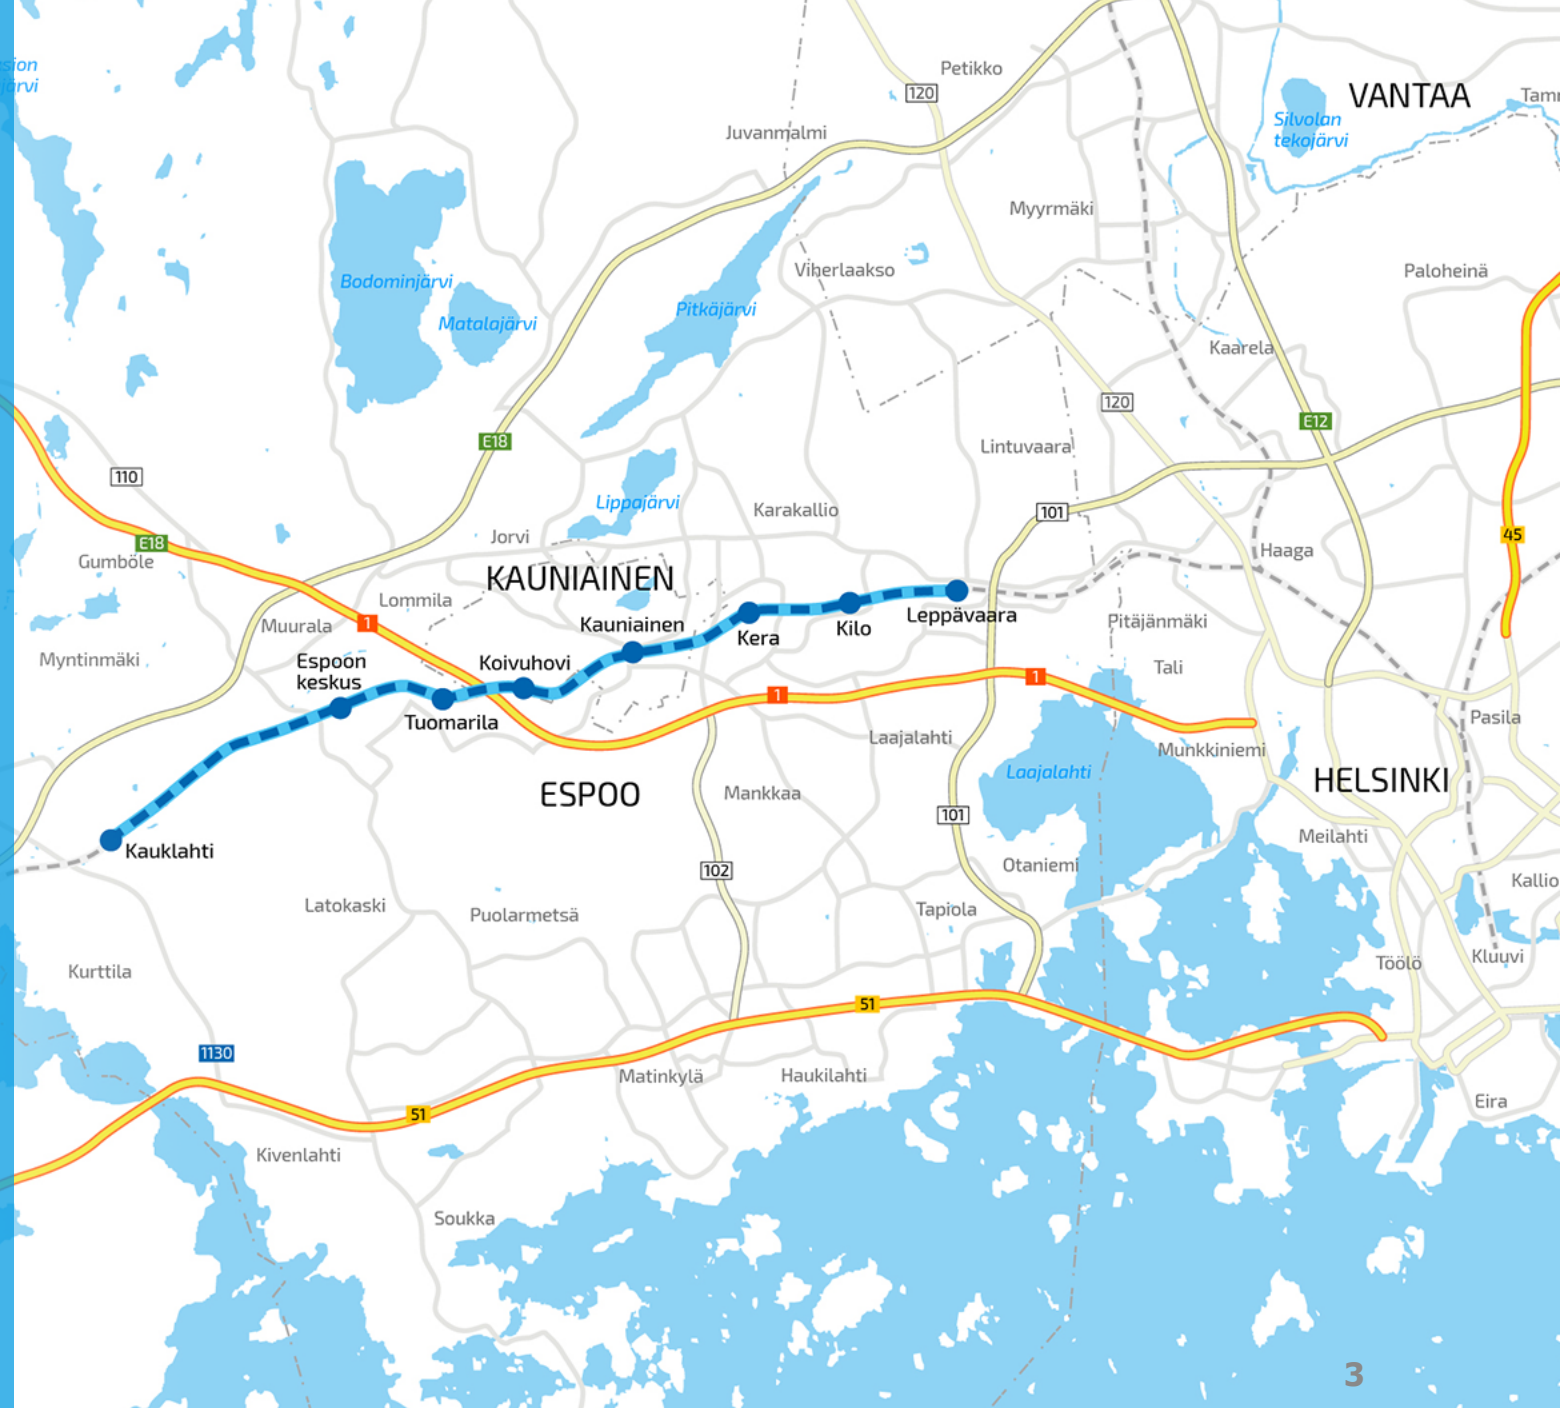 Petikko
120
VANTAA
Silvolan
tekojärvi
Juvanmalmi
Myyrmäki
Viherlaakso
Paloheinä
Bodominjärvi
Matalajärvi
Pitkäjärvi
Kaarela
120
E12
E18
Lintuvaara
110
Lippajärvi
Karakallio
101
45
E18
Jorvi
Haaga
Gumböle
KAUNIAINEN
Lommila
1
Muurala
Kauniainen
Kera
Kilo
Leppävaara
Pitäjänmäki
Myntinmäki
Espoon
keskus
Koivuhovi
Tali
1
1
Tuomarila
Pasila
Laajalahti
Munkkiniemi
Laajalahti
HELSINKI
ESPOO
Mankkaa
101
Meilahti
Kauklahti
102
Otaniemi
Kallio
Latokaski
Puolarmetsä
Tapiola
Kurttila
Töölö
Kluuvi
51
1130
Matinkylä
Haukilahti
51
Eira
Kivenlahti
Soukka
3